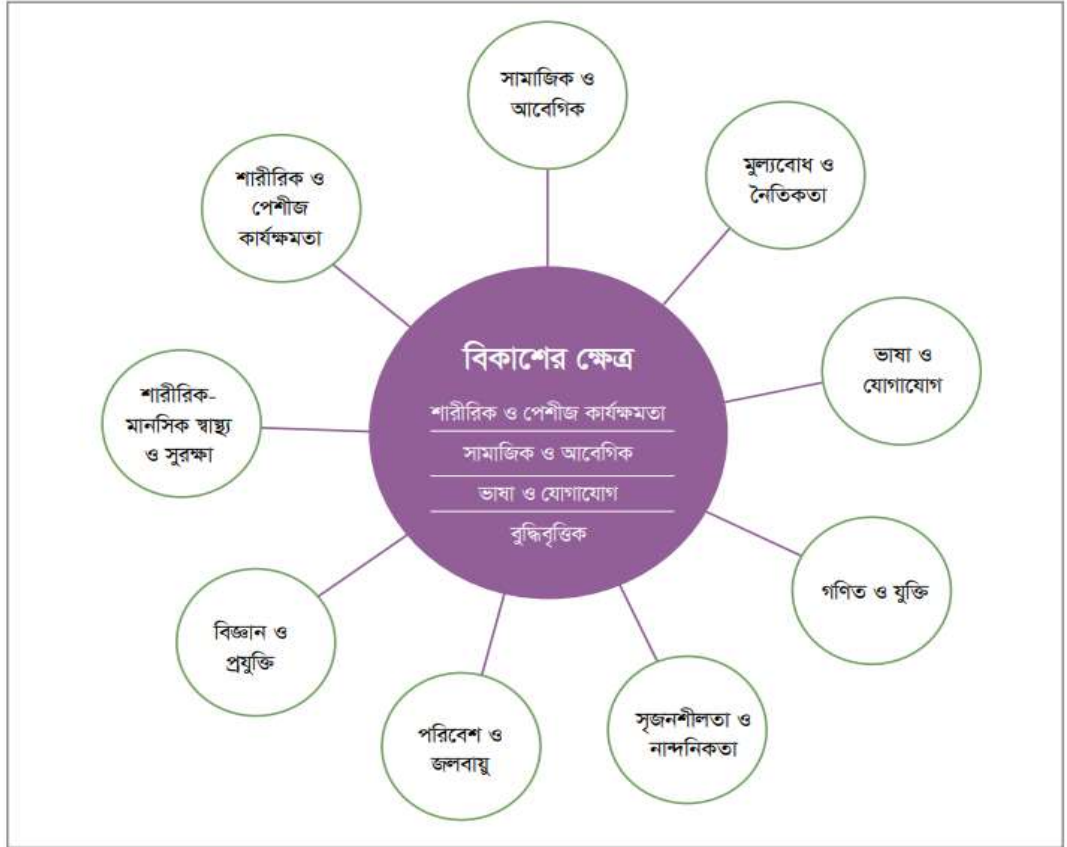 সামাজিক ও
আবেগিক
মুল্যবোধ ও
নৈতিকতা
শারীরিক ও
পেশীজ
কার্যক্ষমতা
বিকাশের ক্ষেত্র
শারীরিক ও পেশীজ কার্যক্ষমতা
সামাজিক ও আবেগিক
ভাষা ও যোগাযোগ
বুদ্ধিবৃত্তিক
ভাষা ও
যোগাযোগ
শারীরিক-
মানসিক স্বাস্থ্য
ও সুরক্ষা
গণিত ও যুক্তি
বিজ্ঞান ও
প্রযুক্তি
সৃজনশীলতা ও
নান্দনিকতা
পরিবেশ ও
জলবায়ু